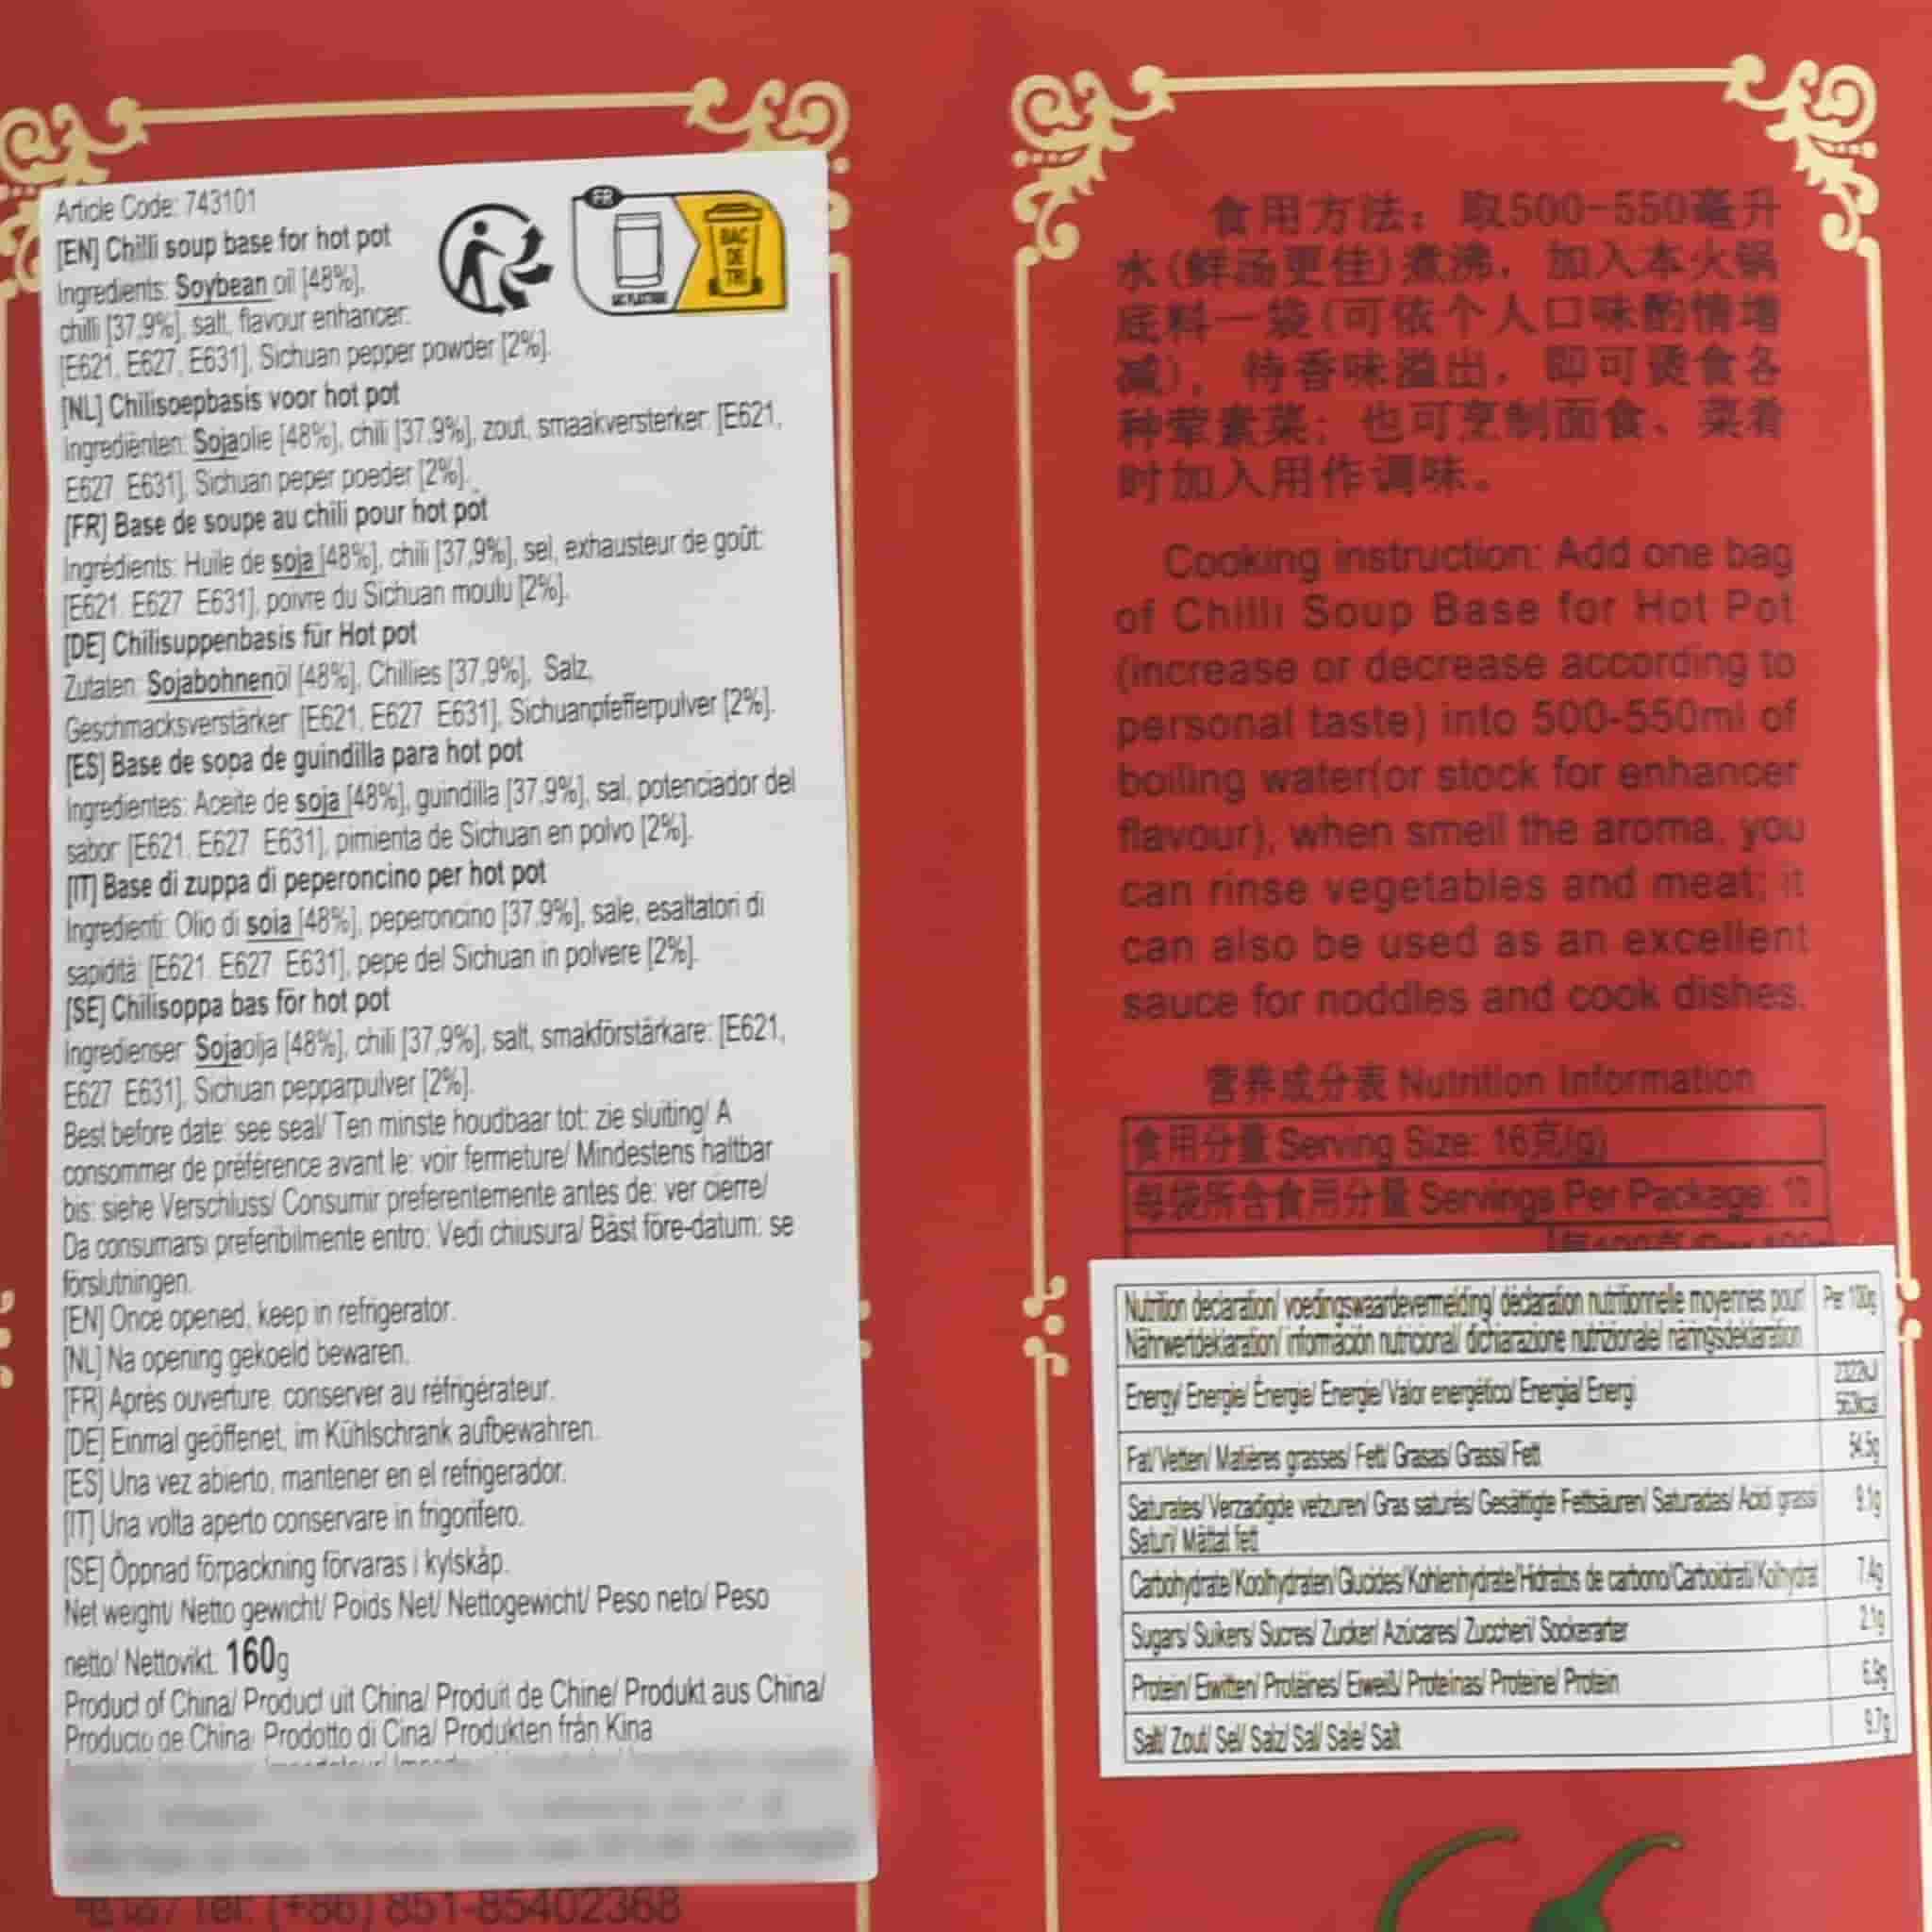 Article Code: 743101
[EN] Chilli soup base for hot pot
Ingredients: Soybean oil [48%],
chilli [37,9%], salt, flavour enhancer:
[E621, E627, E631], Sichuan pepper powder [2%].
[NL] Chilisoepbasis voor hot pot
Ingrediënten: Sojaolie [48%], chili [37,9%], zout, smaakversterker: [E621,
E627 E631], Sichuan peper poeder [2%].
[FR] Base de soupe au chili pour hot pot
Ingrédients: Huile de soja [48%], chili [37,9%], sel, exhausteur de goût:
[E621, E627 E631], poivre du Sichuan moulu [2%].
[DE] Chilisuppenbasis für Hot pot
Zutaten: Sojabohnenöl [48%], Chillies [37,9%], Salz,
Geschmacksverstärker [E621, E627 E631], Sichuanpfefferpulver [2%].
[ES] Base de sopa de guindilla para hot pot
Ingredientes: Aceite de soja [48%], guindilla [37,9%], sal, potenciador del
sabor [E621, E627 E631], pimienta de Sichuan en polvo [2%].
[IT] Base di zuppa di peperoncino per hot pot
Ingredienti: Olio di soia [48%], peperoncino [37,9%], sale, esaltatori di
sapidità: [E621 E627 E631], pepe del Sichuan in polvere [2%].
[SE] Chilisoppa bas för hot pot
Ingredienser Sojaolja [48%], chili [37,9%], salt, smakförstärkare: [E621,
E627 E631], Sichuan pepparpulver [2%].
Best before date: see seal/ Ten minste houdbaar tot: zie sluiting/ A
consommer de préférence avant le: voir fermeture/ Mindestens haltbar
bis: siehe Verschluss/ Consumir preferentemente antes de: ver cierre/
Da consumarsi preferibilmente entro: Vedi chiusura/ Bäst före-datum: se
förslutningen.
[EN] Once opened, keep in refrigerator.
[NL] Na opening gekoeld bewaren.
[FR] Après ouverture, conserver au réfrigérateur.
[DE] Einmal geöffenet, im Kühlschrank aufbewahren.
[ES] Una vez abierto, mantener en el refrigerador.
[IT] Una volta aperto conservare in frigorifero.
[SE] Öppnad förpackning förvaras i kylskåp.
Net weight/ Netto gewicht/ Poids Net/ Nettogewicht/ Peso neto/ Peso
netto/ Nettovikt: 160g
Product of China/ Product uit China/ Produit de Chine/ Produkt aus China/
Producto de China/ Prodotto di Cina/ Produkten från Kina
Tel: (+86) 851-85402368
FR
SAC PLASTIQUE
BAC
DE
TRI
食用方法：取500-550毫升
水(鲜汤更佳)煮沸，加入本火锅
底料一袋(可依个人口味酌情增
减)，待香味溢出，即可烫食各
种荤素菜；也可烹制面食、菜肴
时加入用作调味。
Cooking instruction: Add one bag
of Chilli Soup Base for Hot Pot
(increase or decrease according to
personal taste) into 500-550ml of
boiling water(or stock for enhancer
flavour), when smell the aroma, you
can rinse vegetables and meat; it
can also be used as an excellent
sauce for noddles and cook dishes.
营养成分表 Nutrition Information
食用分量 Serving Size: 16克(g)
每袋所含食用分量 Servings Per Package: 10
Nutrition declaration/ voedingswaardevermelding/ déclaration nutritionnelle moyennes pour/ Per 100g
Nährwertdeklaration/ información nutricional/ dichiarazione nutrizionale/ näringsdeklaration
Energy/ Energie/ Énergie/ Energie/ Valor energético/ Energia/ Energi 2322kJ
563kcal
Fat/ Vetten/ Matières grasses/ Fett/ Grasas/ Grassi/ Fett 54,5g
Saturates/ Verzadigde vetzuren/ Gras saturés/ Gesättigte Fettsäuren/ Saturadas/ Acidi grassi 9,1g
Saturi/ Mättat fett
Carbohydrate/Koolhydraten/Glucides/Kohlenhydrate/Hidratos de carbono/Carboidrati/Kolhydrat 7,4g
Sugars/ Suikers/ Sucres/ Zucker/ Azúcares/ Zuccheri/ Sockerarter 2,1g
Protein/ Eiwitten/ Protéines/ Eiweiß/ Proteínas/ Proteine/ Protein 6,9g
Salt/ Zout/ Sel/ Salz/ Sal/ Sale/ Salt 9,7g